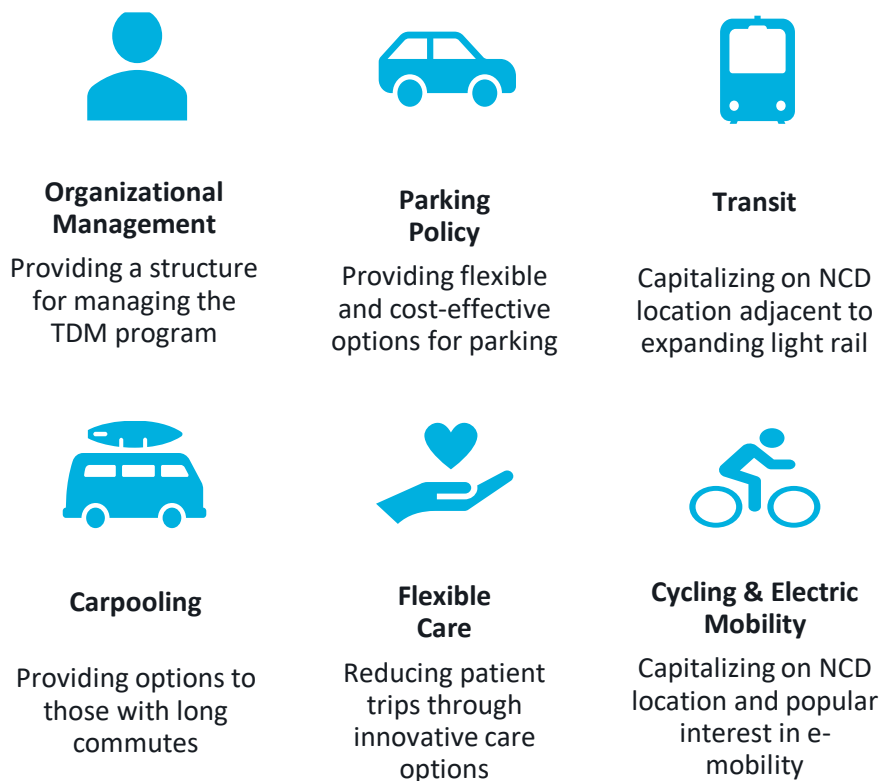 Organizational
Management
Providing a structure
for managing the
TDM program
Parking
Policy
Providing flexible
and cost-effective
options for parking
Transit
Capitalizing on NCD
location adjacent to
expanding light rail
Carpooling
Providing options to
those with long
commutes
Flexible
Care
Reducing patient
trips through
innovative care
options
Cycling & Electric
Mobility
Capitalizing on NCD
location and popular
interest in e-
mobility